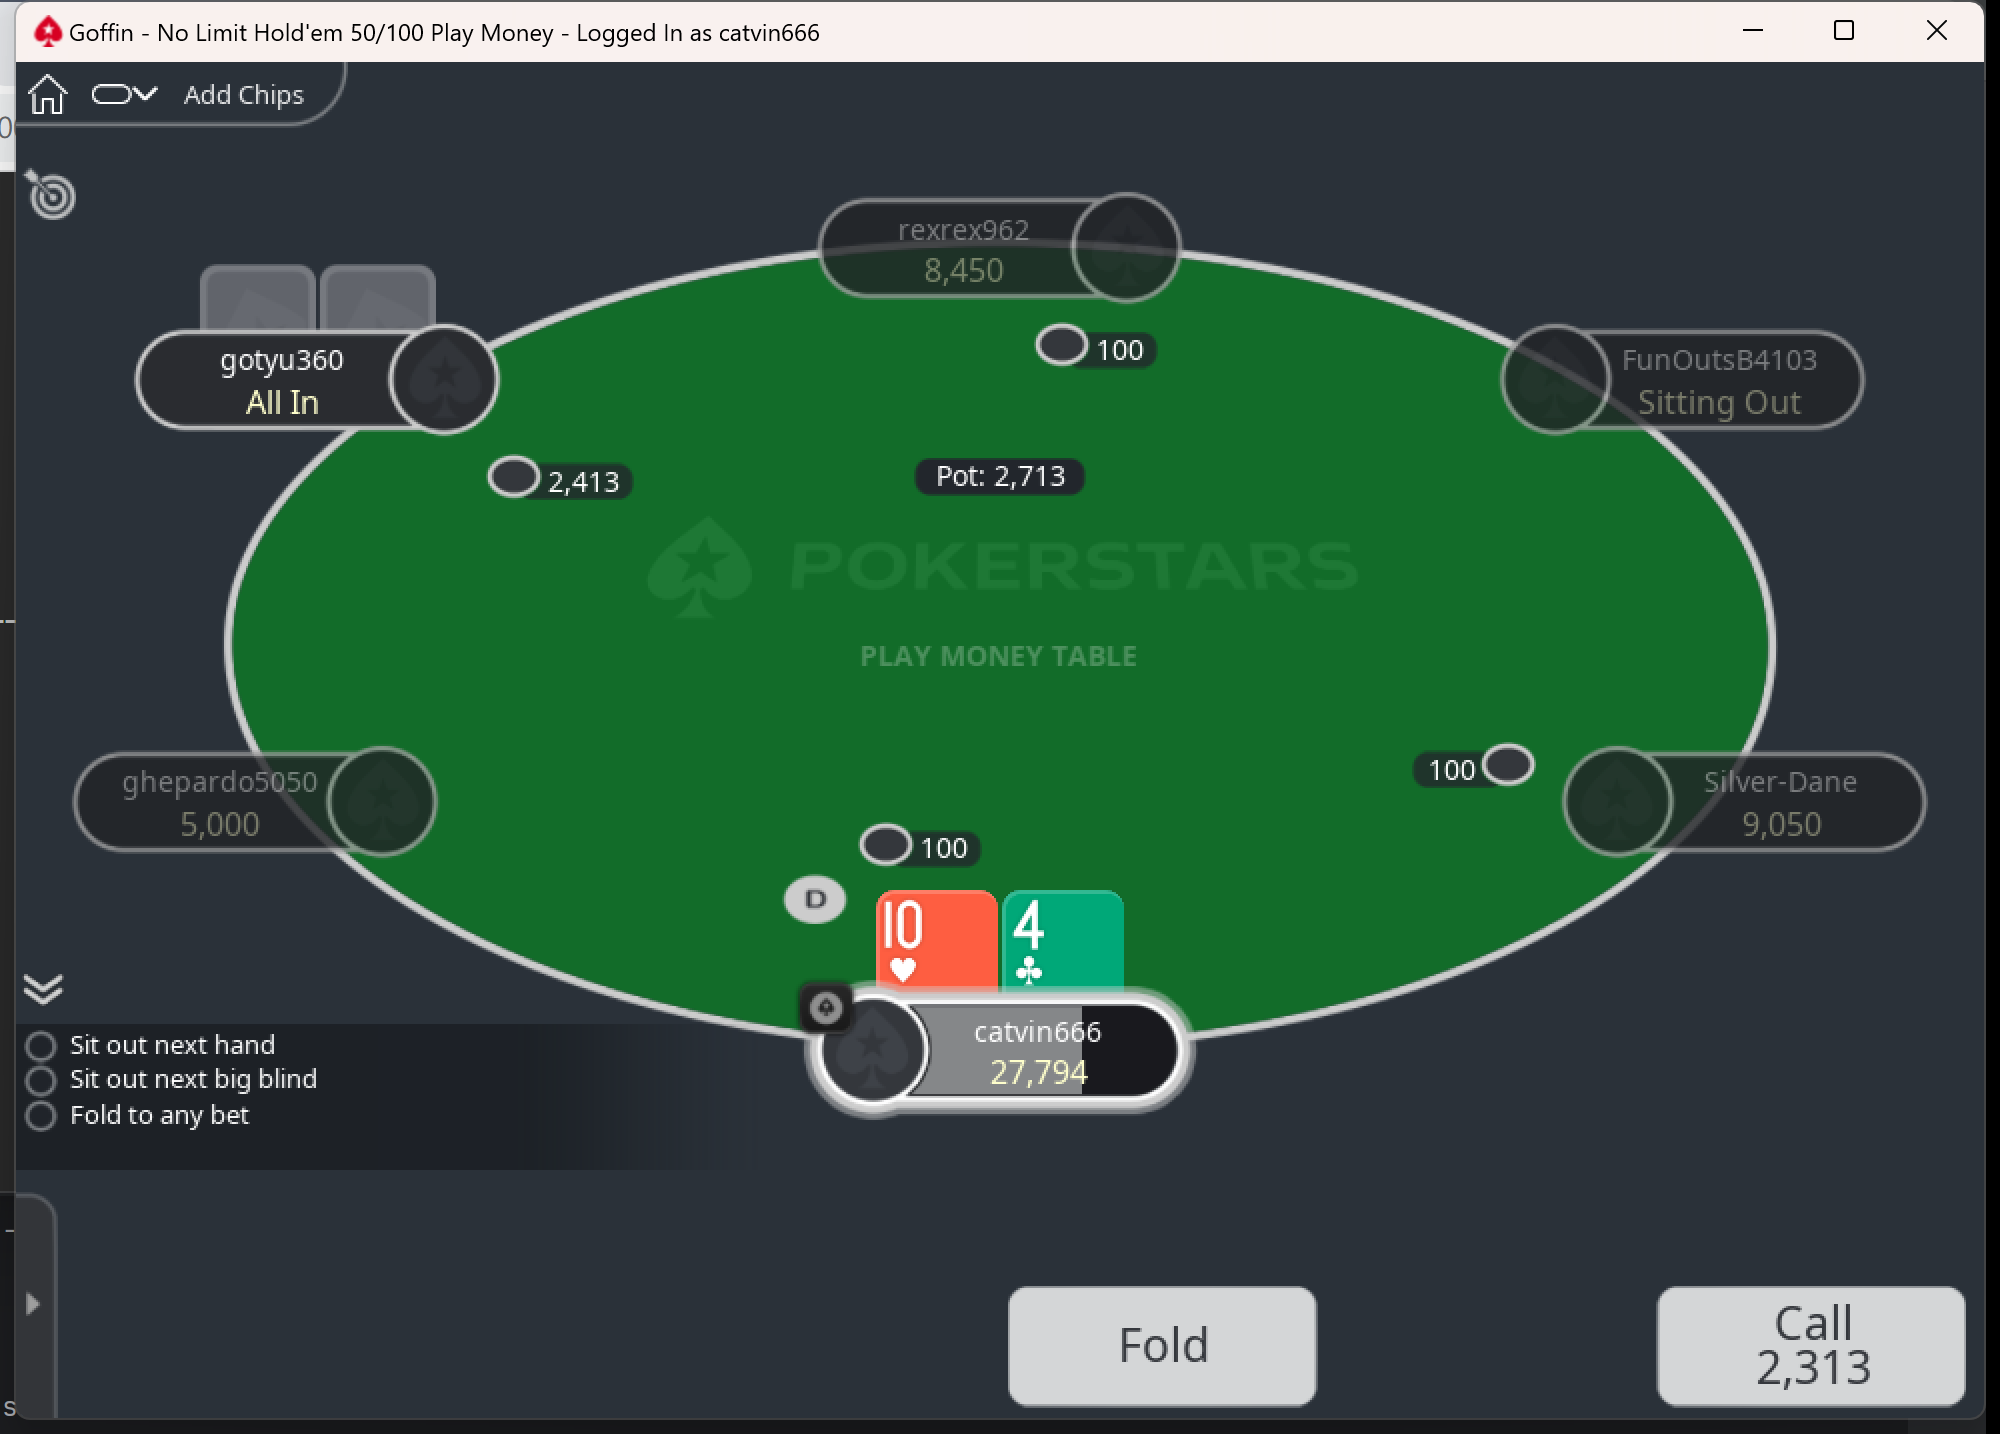 Goffin - No Limit Hold'em 50/100 Play Money - Logged In as catvin666
Add Chips
rexrex962
8,450
100
gotyu360
All In
FunOutsB4103
Sitting Out
2,413
Pot: 2,713
POKERSTARS
PLAY MONEY TABLE
ghepardo5050
5,000
100
Silver-Dane
9,050
100
D
10
4
catvin666
27,794
Sit out next hand
Sit out next big blind
Fold to any bet
Fold
Call
2,313